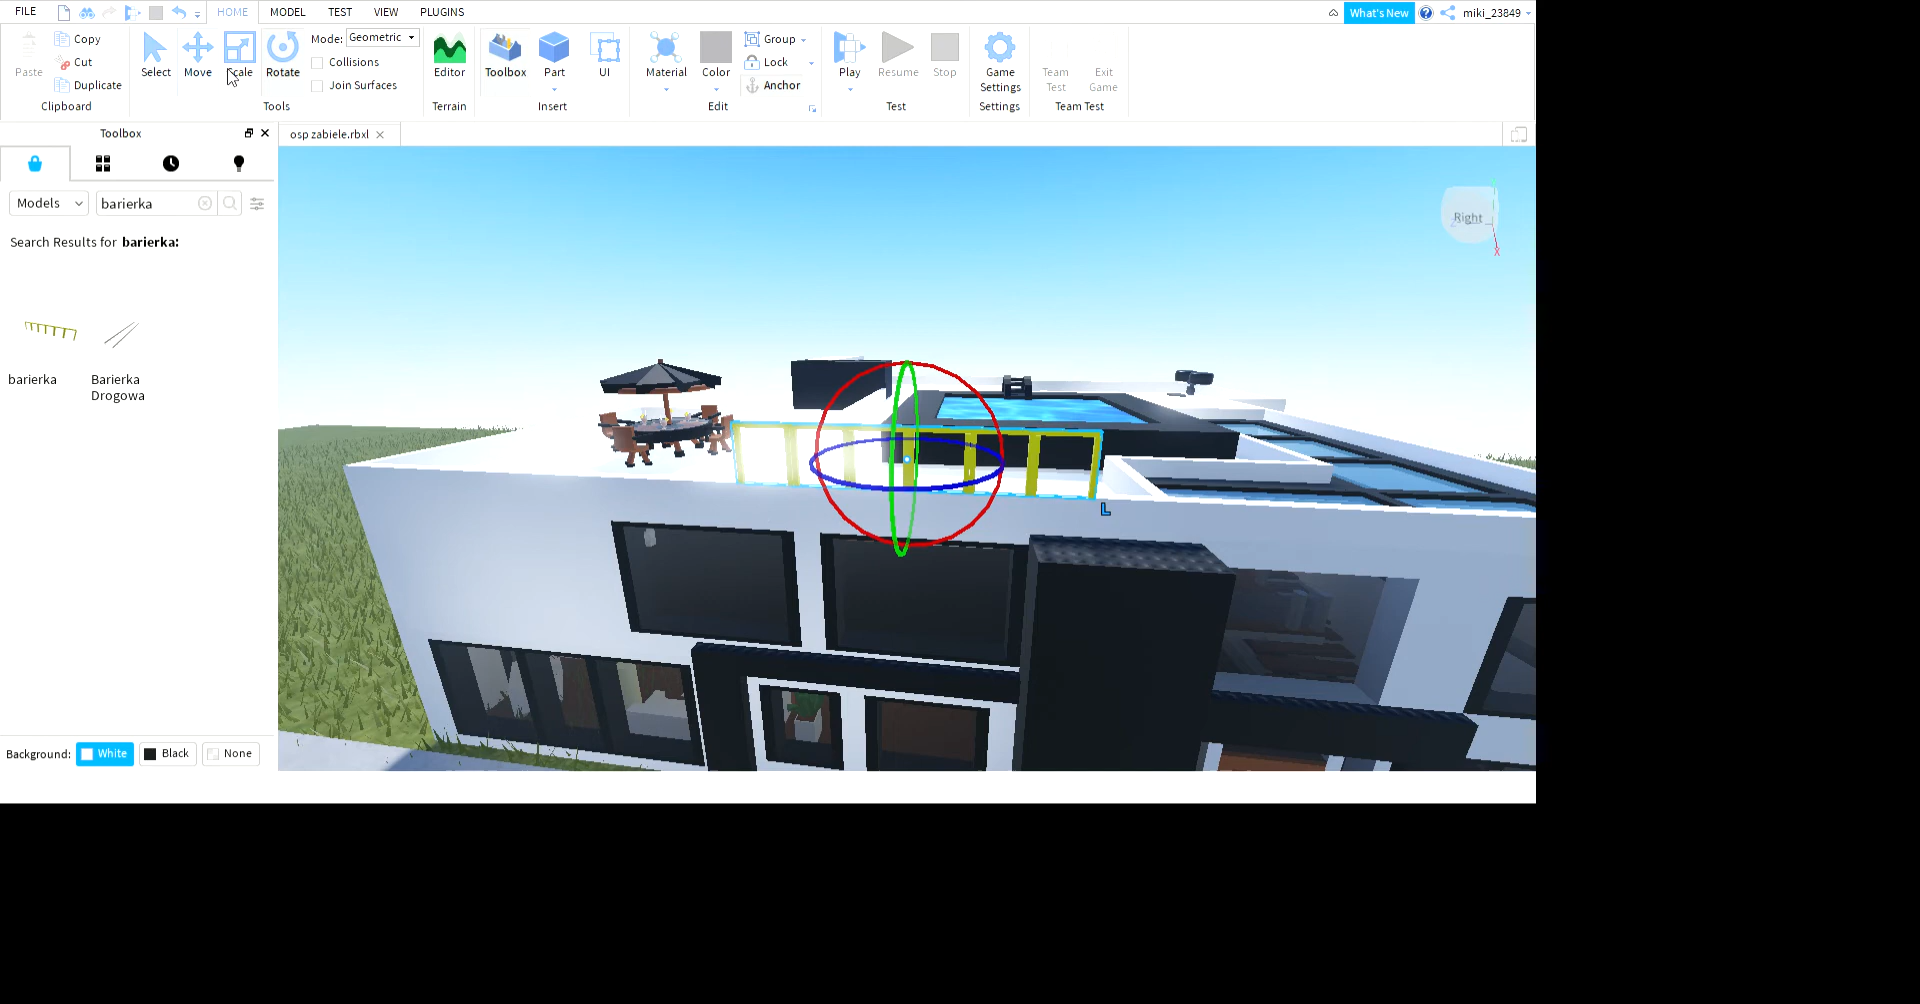 FILE HOME MODEL TEST VIEW PLUGINS What's New miki_23849
Paste Copy Cut Duplicate Clipboard
Select Move Scale Rotate Tools
Mode: Geometric
Collisions
Join Surfaces
Editor Terrain
Toolbox Part UI Insert
Material Color Group Lock Anchor Edit
Play Resume Stop Test
Game Settings Settings
Team Test Exit Game Team Test
Toolbox
osp zabiele.rbxl
Models barierka
Search Results for barierka:
barierka
Barierka
Drogowa
Right
X
L
Background: White Black None